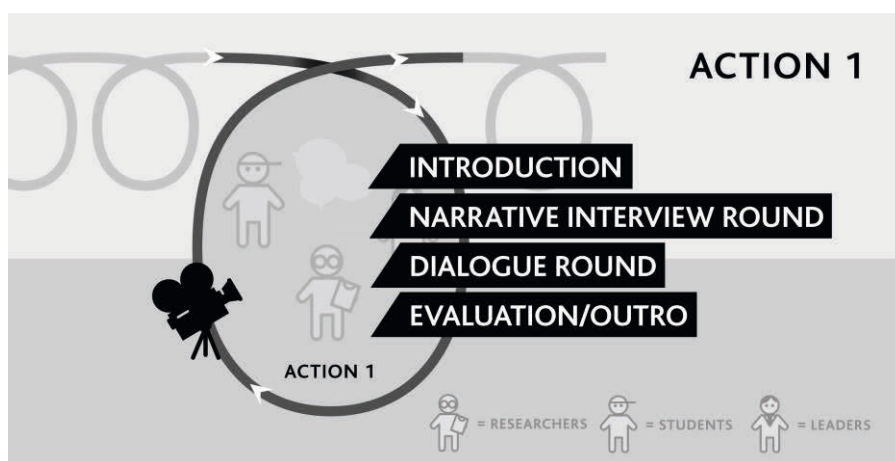 ACTION 1
INTRODUCTION
NARRATIVE INTERVIEW ROUND
DIALOGUE ROUND
EVALUATION/OUTRO
ACTION 1
= RESEARCHERS = STUDENTS = LEADERS